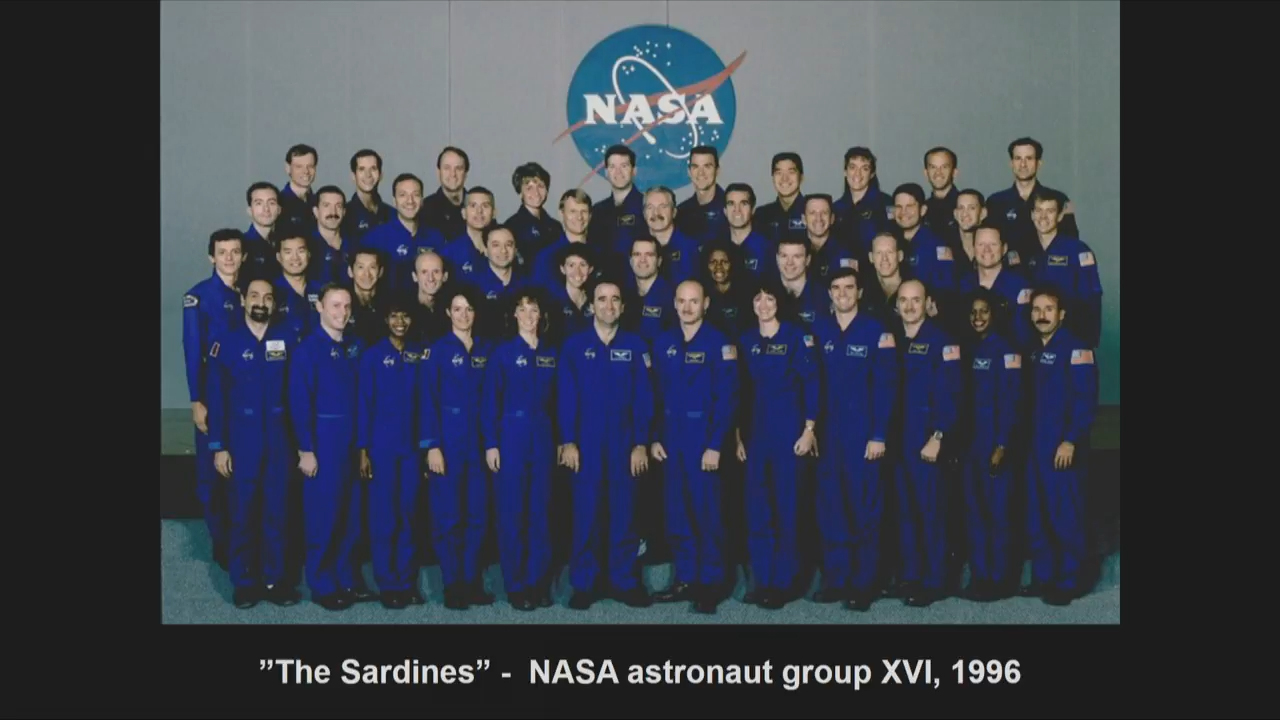 NASA
”The Sardines” - NASA astronaut group XVI, 1996